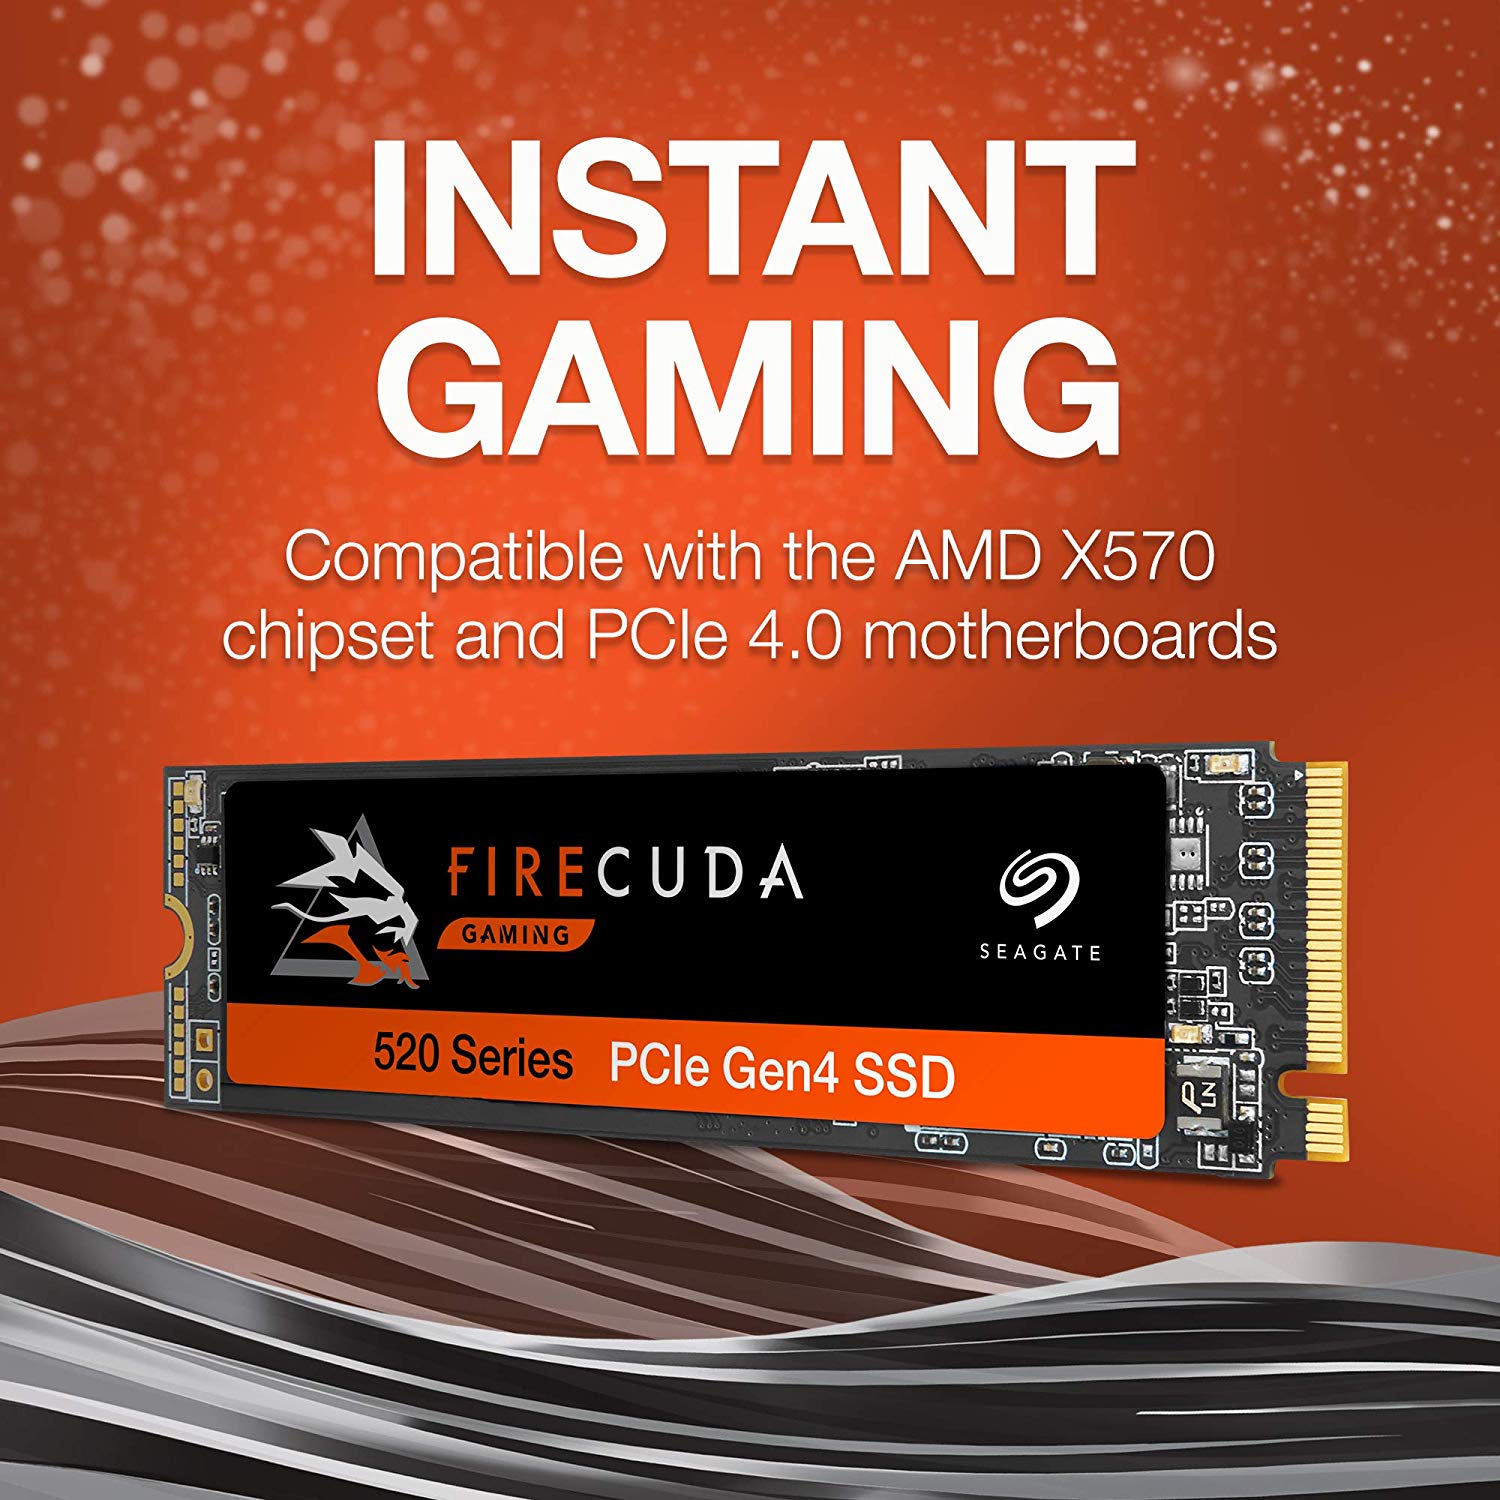 INSTANT
GAMING
Compatible with the AMD X570
chipset and PCIe 4.0 motherboards
FIRECUDA
GAMING
SEAGATE
520 Series PCIe Gen4 SSD